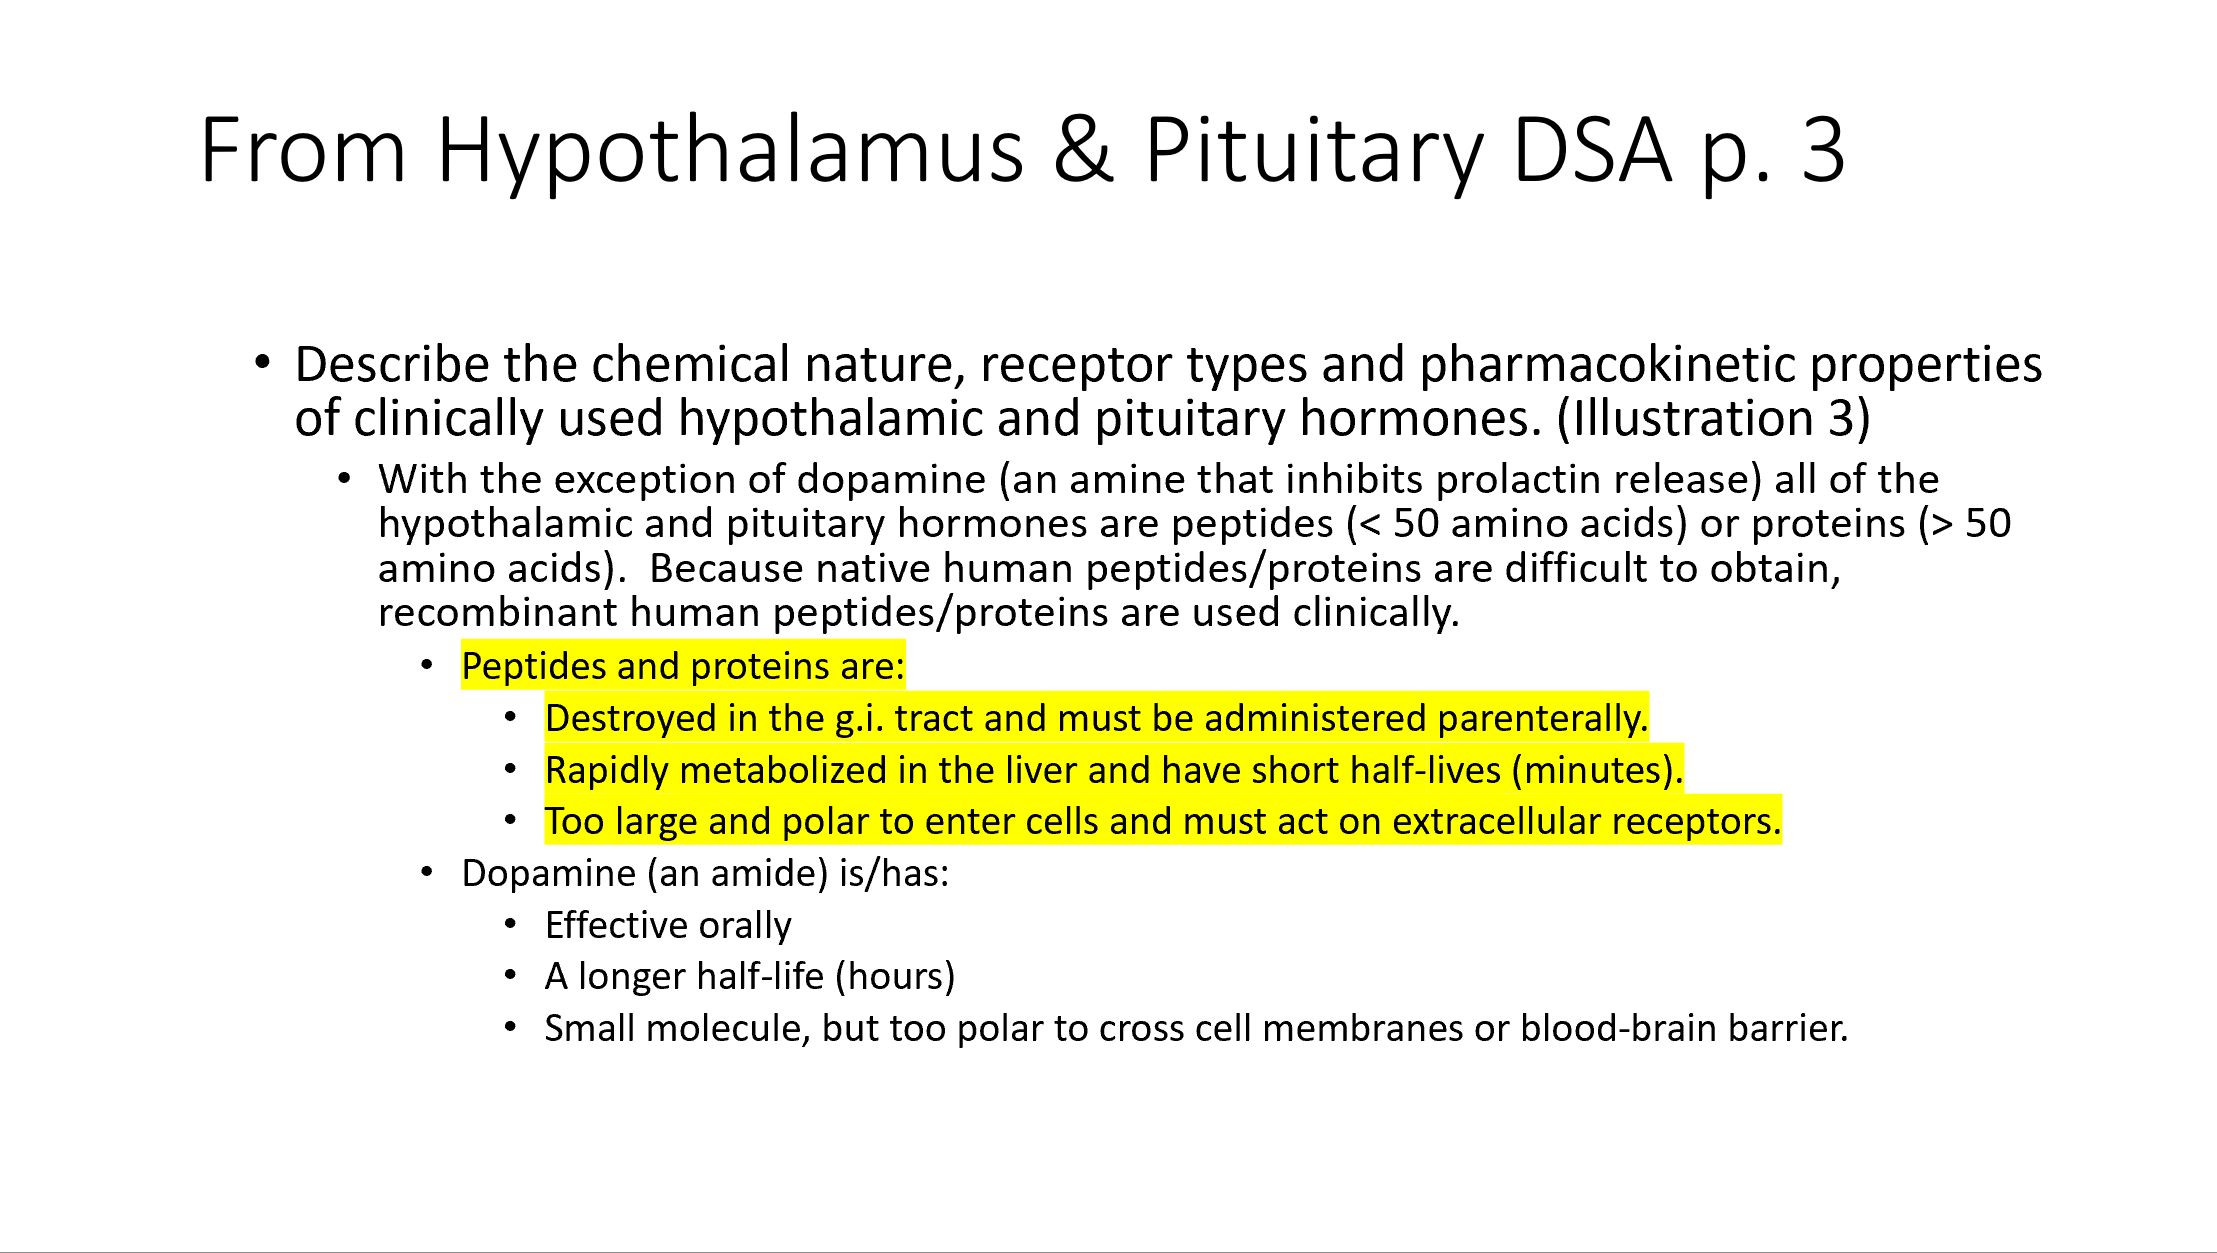 From Hypothalamus & Pituitary DSA p. 3
• Describe the chemical nature, receptor types and pharmacokinetic properties
of clinically used hypothalamic and pituitary hormones. (Illustration 3)
• With the exception of dopamine (an amine that inhibits prolactin release) all of the
hypothalamic and pituitary hormones are peptides (< 50 amino acids) or proteins (> 50
amino acids).  Because native human peptides/proteins are difficult to obtain,
recombinant human peptides/proteins are used clinically.
• Peptides and proteins are:
• Destroyed in the g.i. tract and must be administered parenterally.
• Rapidly metabolized in the liver and have short half-lives (minutes).
• Too large and polar to enter cells and must act on extracellular receptors.
• Dopamine (an amide) is/has:
• Effective orally
• A longer half-life (hours)
• Small molecule, but too polar to cross cell membranes or blood-brain barrier.